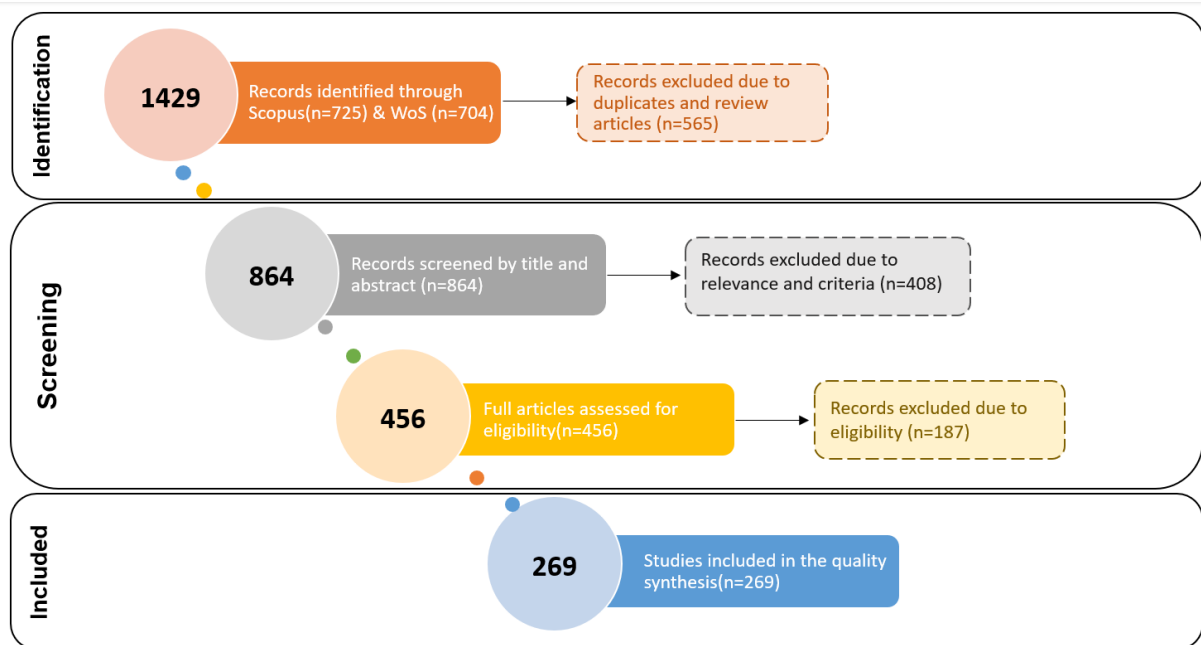 Identification
1429
Records identified through
Scopus(n=725) & WoS (n=704)
Records excluded due to
duplicates and review
articles (n=565)
Screening
864
Records screened by title and
abstract (n=864)
Records excluded due to
relevance and criteria (n=408)
456
Full articles assessed for
eligibility(n=456)
Records excluded due to
eligibility (n=187)
Included
269
Studies included in the quality
synthesis(n=269)